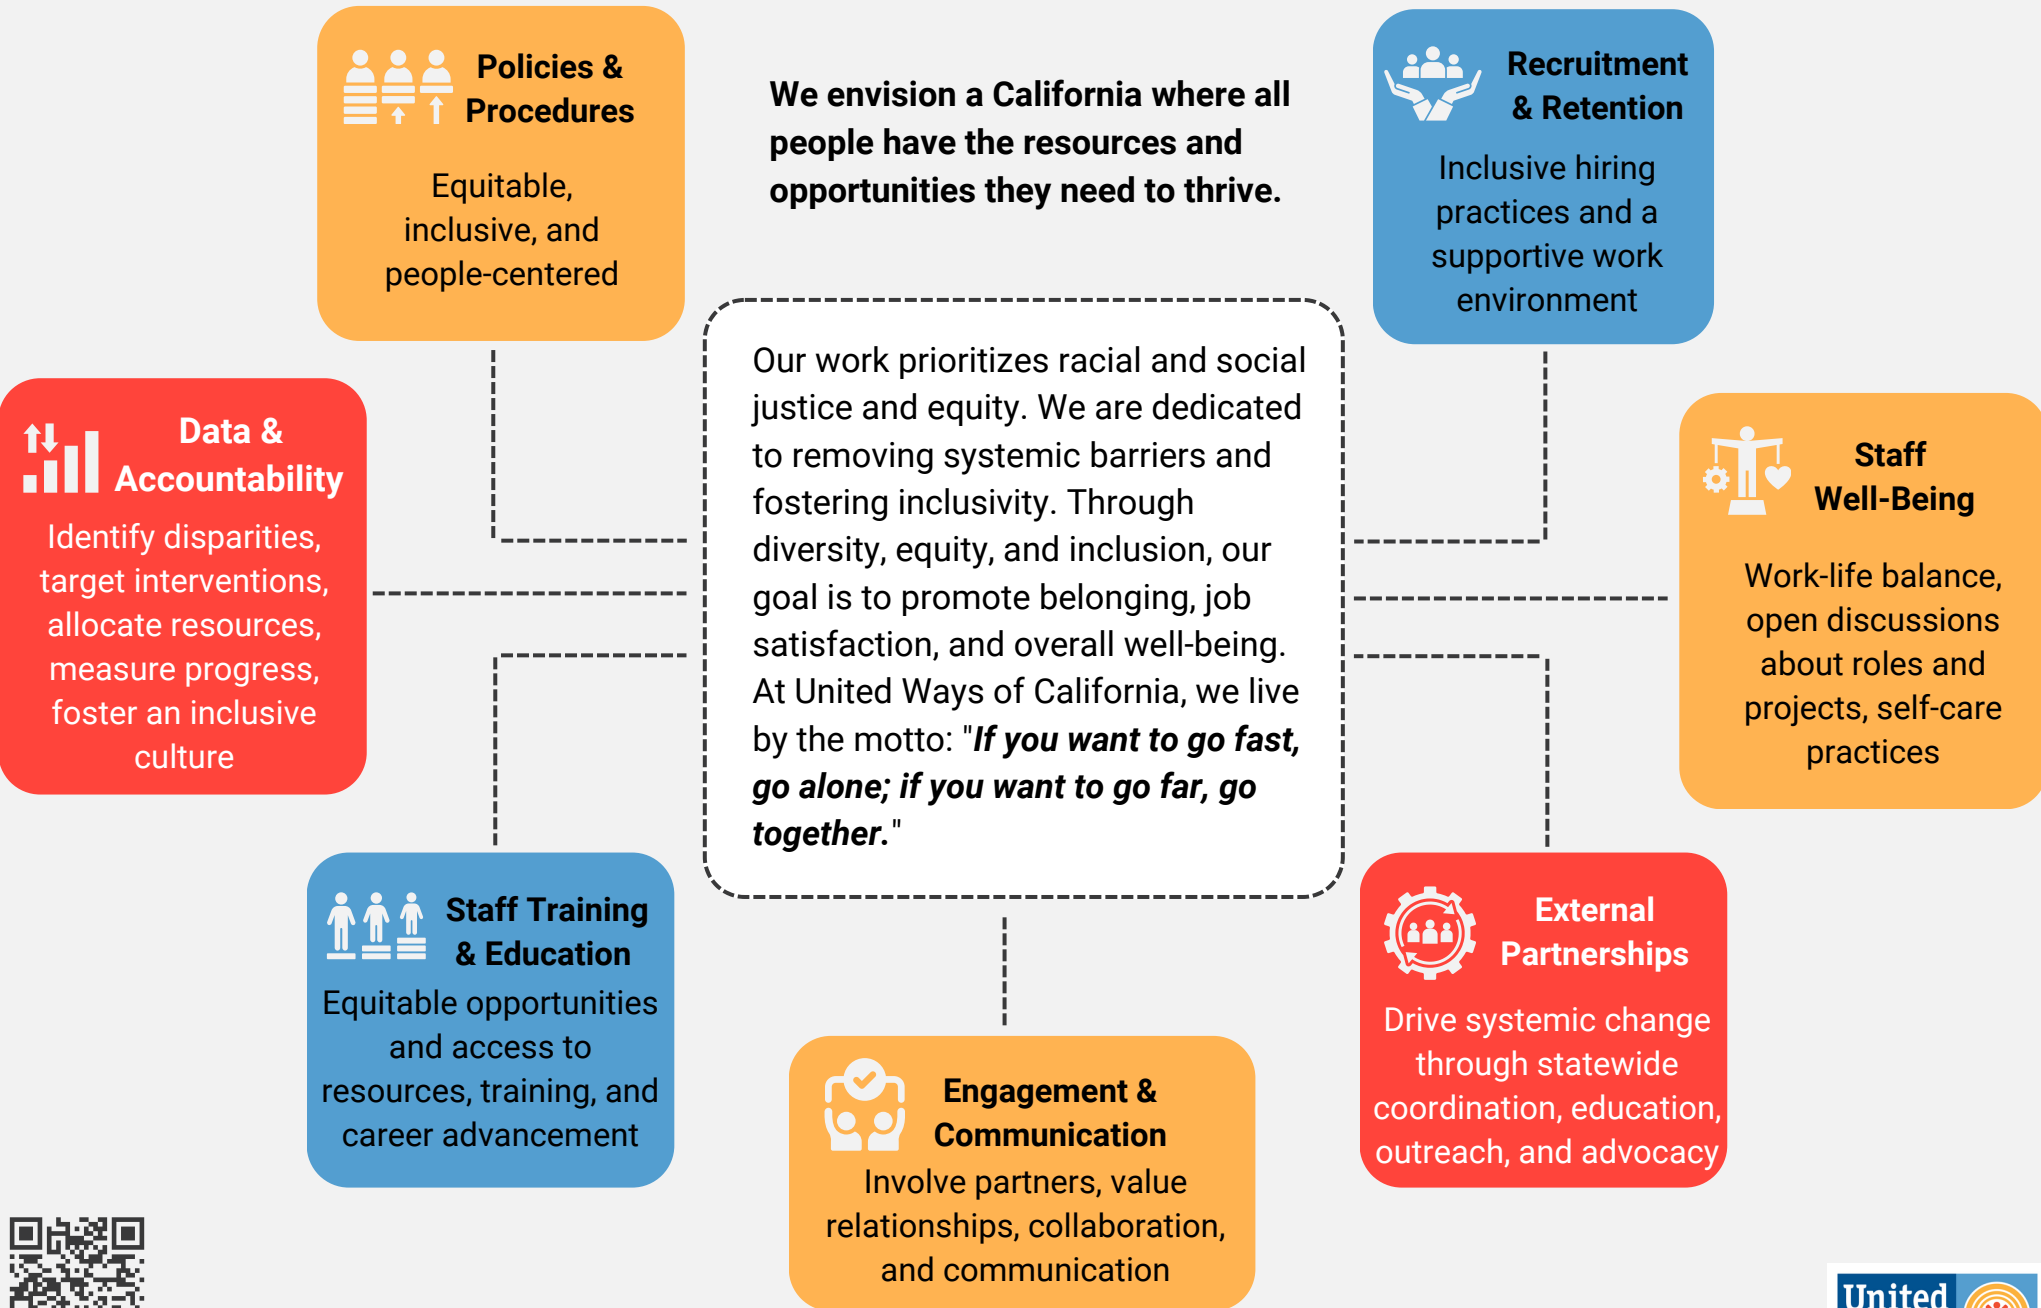 Policies &
Procedures
Equitable,
inclusive, and
people-centered
We envision a California where all
people have the resources and
opportunities they need to thrive.
Recruitment
& Retention
Inclusive hiring
practices and a
supportive work
environment
Data &
Accountability
Identify disparities,
target interventions,
allocate resources,
measure progress,
foster an inclusive
culture
Our work prioritizes racial and social
justice and equity. We are dedicated
to removing systemic barriers and
fostering inclusivity. Through
diversity, equity, and inclusion, our
goal is to promote belonging, job
satisfaction, and overall well-being.
At United Ways of California, we live
by the motto: "If you want to go fast,
go alone; if you want to go far, go
together."
Staff
Well-Being
Work-life balance,
open discussions
about roles and
projects, self-care
practices
Staff Training
& Education
Equitable opportunities
and access to
resources, training, and
career advancement
Engagement &
Communication
Involve partners, value
relationships, collaboration,
and communication
External
Partnerships
Drive systemic change
through statewide
coordination, education,
outreach, and advocacy
United